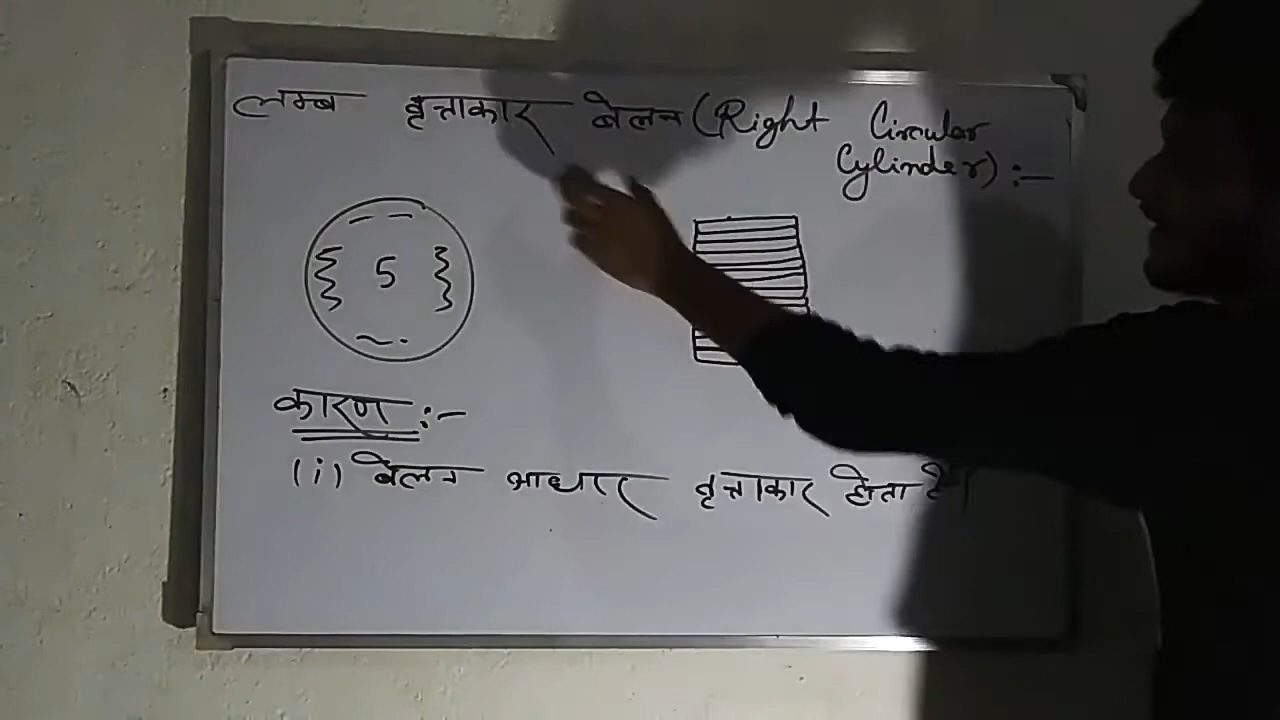 लम्ब वृत्ताकार बेलन (Right Circular
Cylinder) :-
5
कारण :-
(i) बेलन आधार वृत्ताकार होता है।